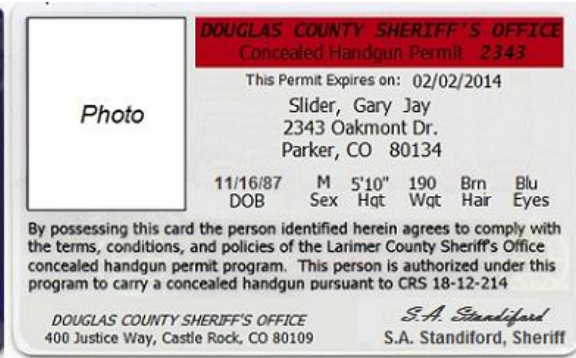 DOUGLAS COUNTY SHERIFF'S OFFICE
Concealed Handgun Permit 2343
This Permit Expires on: 02/02/2014
Photo
Slider, Gary Jay
2343 Oakmont Dr.
Parker, CO 80134
11/16/87 M 5'10" 190 Brn Blu
DOB Sex Hgt Wgt Hair Eyes
By possessing this card the person identified herein agrees to comply with
the terms, conditions, and policies of the Larimer County Sheriff's Office
concealed handgun permit program. This person is authorized under this
program to carry a concealed handgun pursuant to CRS 18-12-214
DOUGLAS COUNTY SHERIFF'S OFFICE
400 Justice Way, Castle Rock, CO 80109
S.A. Standiford
S.A. Standiford, Sheriff